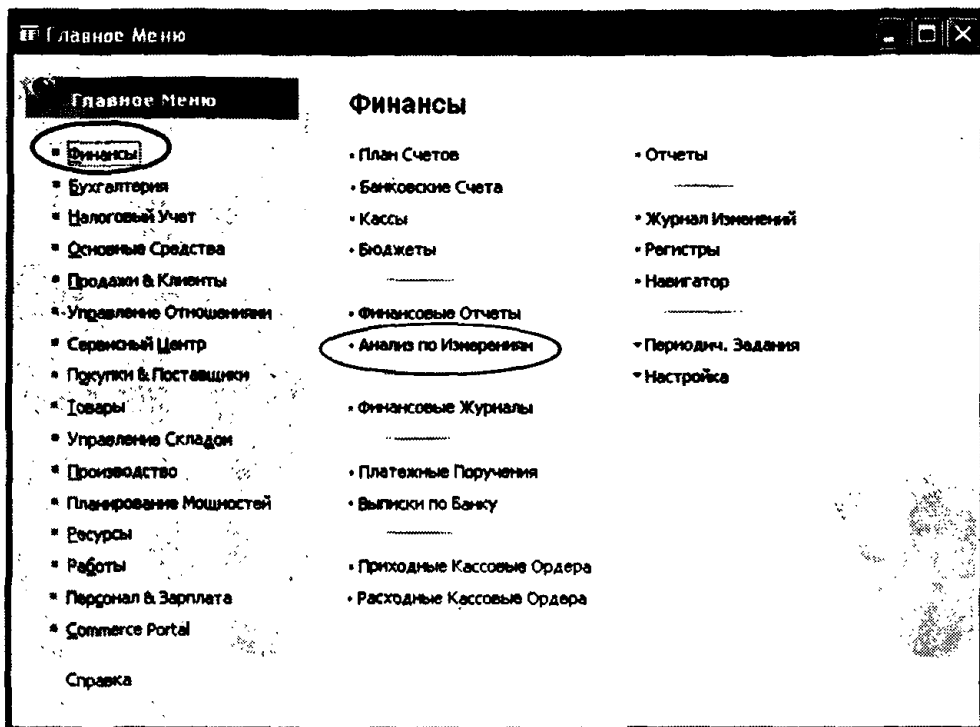 Главное Меню
Главное Меню
Финансы
Бухгалтерия
Налоговый Учет
Основные Средства
Продажи & Клиенты
Управление Отношениями
Сервисный Центр
Покупки & Поставщики
Товары
Управление Складом
Производство
Планирование Мощностей
Ресурсы
Работы
Персонал & Зарплата
Commerce Portal
Справка
Финансы
План Счетов
Банковские Счета
Кассы
Бюджеты
Финансовые Отчеты
Анализ по Измерениям
Финансовые Журналы
Платежные Поручения
Выписки по Банку
Приходные Кассовые Ордера
Расходные Кассовые Ордера
Отчеты
Журнал Изменений
Регистры
Навигатор
Периодич. Задания
Настройка